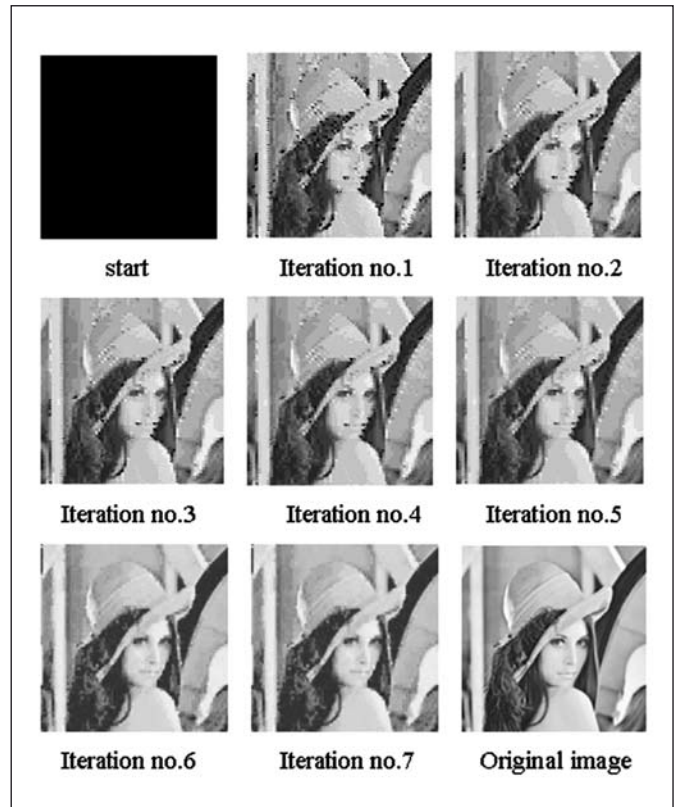 start
Iteration no.1
Iteration no.2
Iteration no.3
Iteration no.4
Iteration no.5
Iteration no.6
Iteration no.7
Original image